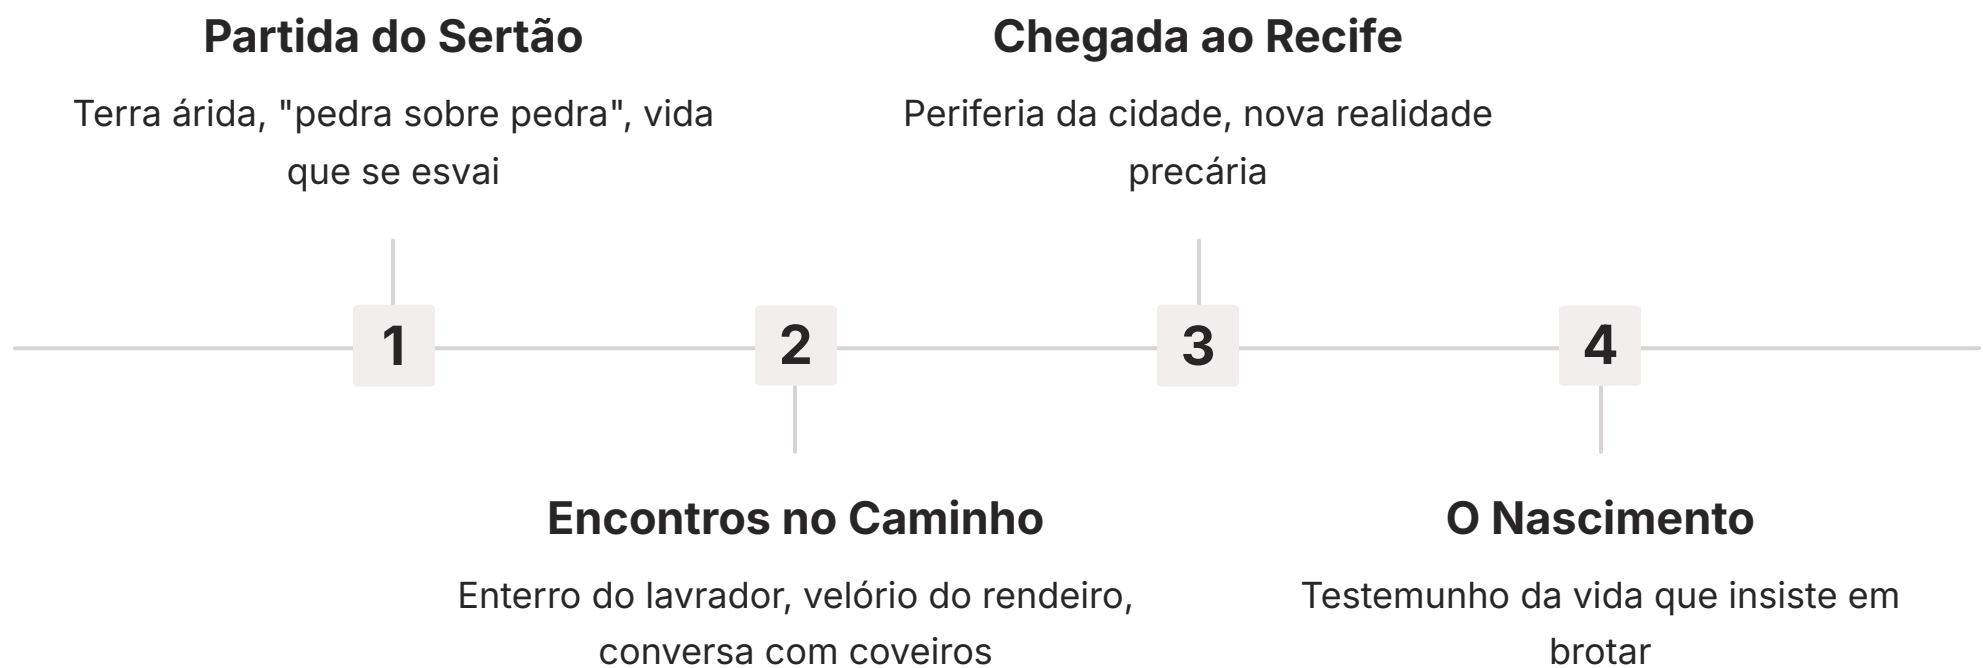 Partida do Sertão
Terra árida, "pedra sobre pedra", vida
que se esvai
Chegada ao Recife
Periferia da cidade, nova realidade
precária
1
2
3
4
Encontros no Caminho
Enterro do lavrador, velório do rendeiro,
conversa com coveiros
O Nascimento
Testemunho da vida que insiste em
brotar